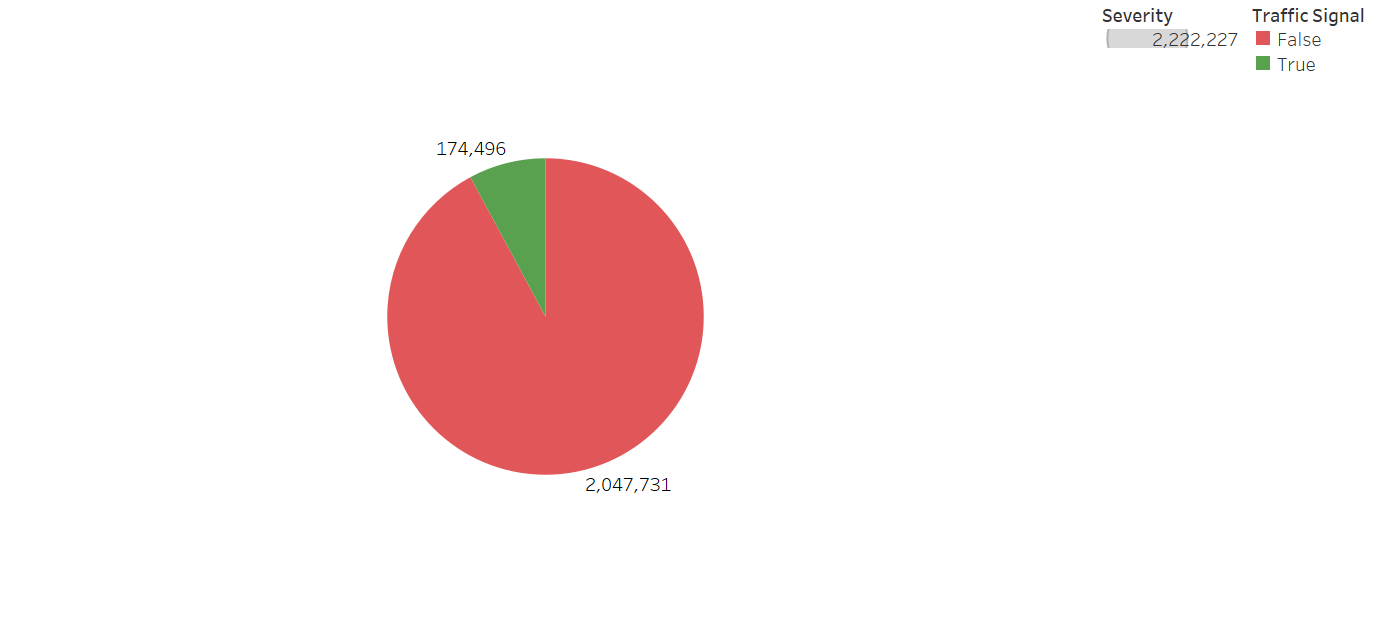 Severity
2,222,227
Traffic Signal
False
True
174,496
2,047,731